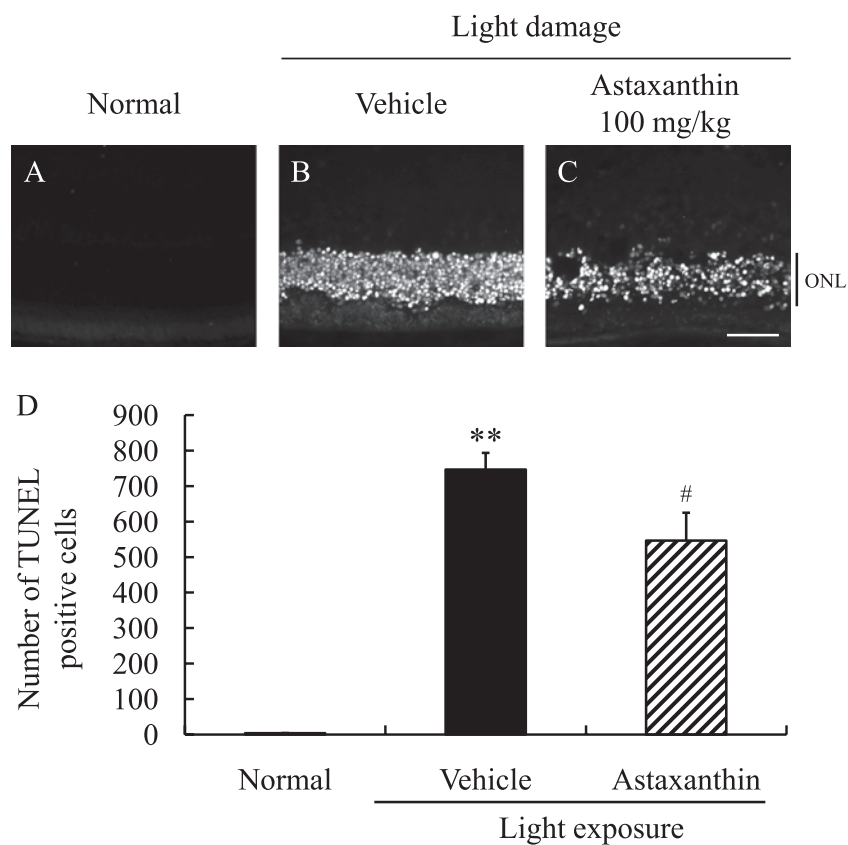 Light damage
Normal
Vehicle
Astaxanthin
100 mg/kg
A
B
C
ONL
D
Number of TUNEL
positive cells
900
800
700
600
500
400
300
200
100
0
**
#
Normal
Vehicle
Astaxanthin
Light exposure